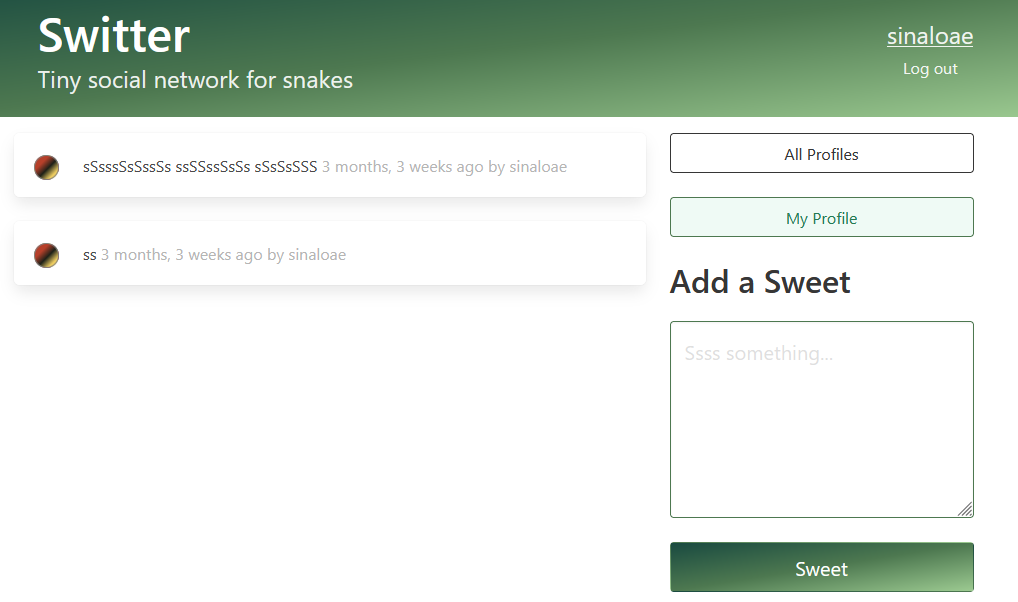 Switter
Tiny social network for snakes
sinaloae
Log out
sSsssSsSssSs ssSSssSsSs sSsSsSSS 3 months, 3 weeks ago by sinaloae
ss 3 months, 3 weeks ago by sinaloae
All Profiles
My Profile
Add a Sweet
Ssss something...
Sweet